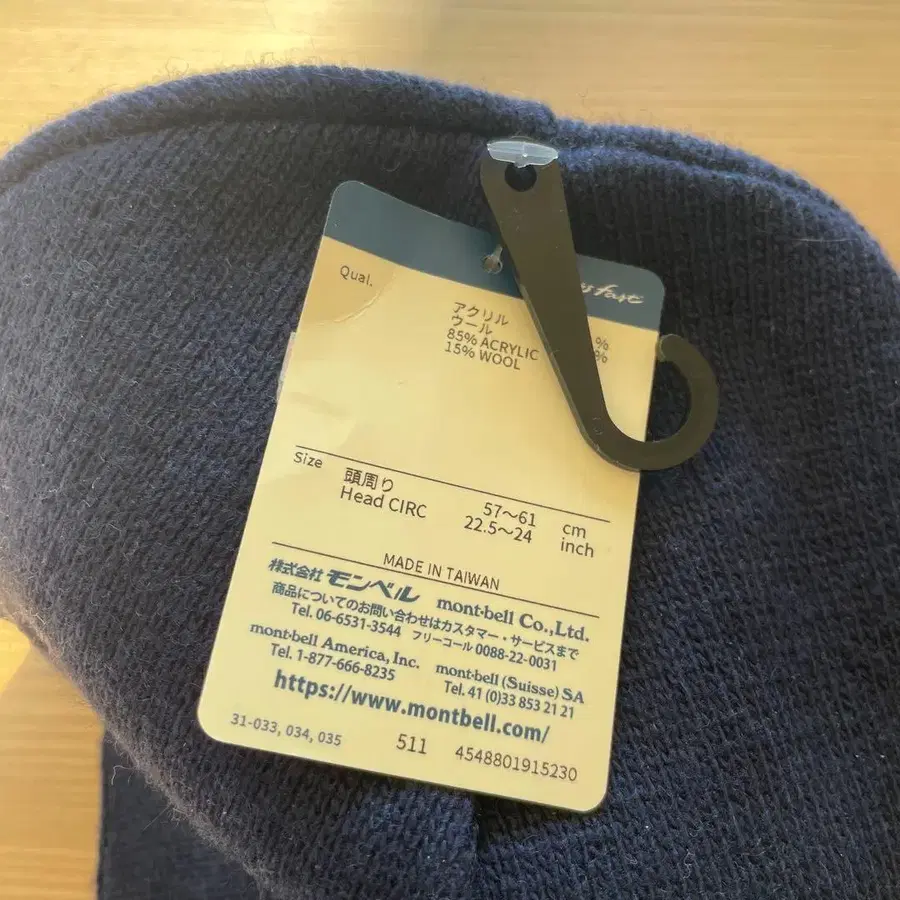 Qual.
アクリル %
ウール %
85% ACRYLIC
15% WOOL
Size 頭周り 57～61 cm
Head CIRC 22.5～24 inch
MADE IN TAIWAN
株式会社 モンベル mont-bell Co.,Ltd.
商品についてのお問い合わせはカスタマー・サービスまで
Tel. 06-6531-3544 フリーコール 0088-22-0031
mont-bell America, Inc. mont-bell (Suisse) SA
Tel. 1-877-666-8235 Tel. 41 (0)33 853 21 21
https://www.montbell.com/
31-033, 034, 035 511 4548801915230